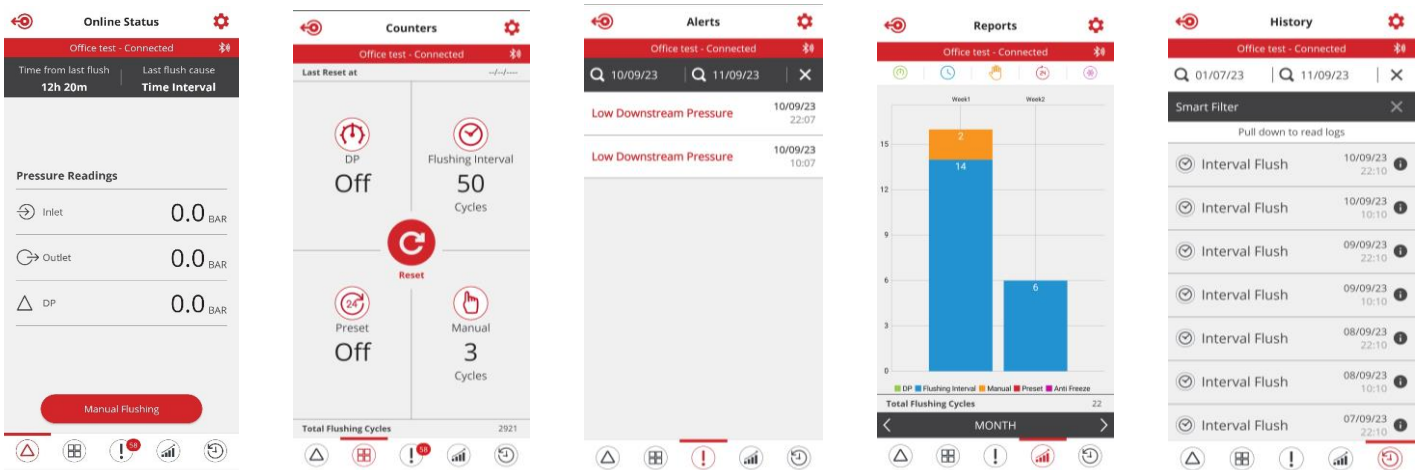 Online Status
Office test - Connected
Time from last flush
12h 20m
Last flush cause
Time Interval
Pressure Readings
Inlet
0.0 BAR
Outlet
0.0 BAR
DP
0.0 BAR
Manual Flushing
58
Counters
Office test - Connected
Last Reset at
--/--/----
DP
Off
Flushing Interval
50
Cycles
Reset
24
Preset
Off
Manual
3
Cycles
Total Flushing Cycles 2921
58
Alerts
Office test - Connected
10/09/23
11/09/23
Low Downstream Pressure
10/09/23
22:07
Low Downstream Pressure
10/09/23
10:07
Reports
Office test - Connected
24
Week1 Week2
15
12
9
6
3
0
2
14
6
DP Flushing Interval Manual Preset Anti Freeze
Total Flushing Cycles 22
MONTH
History
Office test - Connected
01/07/23
11/09/23
Smart Filter
Pull down to read logs
Interval Flush
10/09/23
22:10
Interval Flush
10/09/23
10:10
Interval Flush
09/09/23
22:10
Interval Flush
09/09/23
10:10
Interval Flush
08/09/23
22:10
Interval Flush
08/09/23
10:10
Interval Flush
07/09/23
22:10